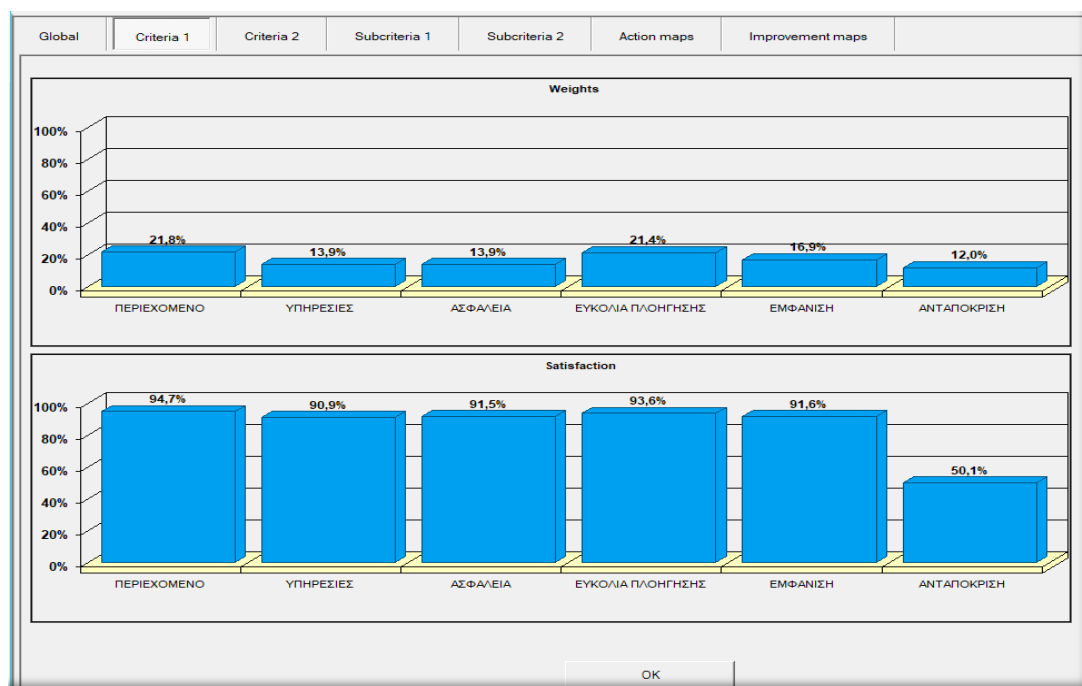 Global Criteria 1 Criteria 2 Subcriteria 1 Subcriteria 2 Action maps Improvement maps
Weights
100%
80%
60%
40%
20%
0%
21,8% 13,9% 13,9% 21,4% 16,9% 12,0%
ΠΕΡΙΕΧΟΜΕΝΟ ΥΠΗΡΕΣΙΕΣ ΑΣΦΑΛΕΙΑ ΕΥΚΟΛΙΑ ΠΛΟΗΓΗΣΗΣ ΕΜΦΑΝΙΣΗ ΑΝΤΑΠΟΚΡΙΣΗ
Satisfaction
100%
80%
60%
40%
20%
0%
94,7% 90,9% 91,5% 93,6% 91,6% 50,1%
ΠΕΡΙΕΧΟΜΕΝΟ ΥΠΗΡΕΣΙΕΣ ΑΣΦΑΛΕΙΑ ΕΥΚΟΛΙΑ ΠΛΟΗΓΗΣΗΣ ΕΜΦΑΝΙΣΗ ΑΝΤΑΠΟΚΡΙΣΗ
OK